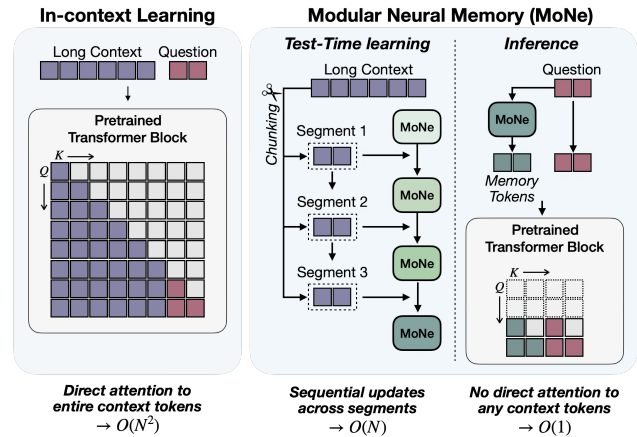 In-context Learning
Long Context
Question
Pretrained
Transformer Block
K
Q
Direct attention to
entire context tokens
→ O(N²)
Modular Neural Memory (MoNe)
Test-Time learning
Long Context
Chunking
MoNe
Segment 1
MoNe
Segment 2
MoNe
Segment 3
MoNe
Sequential updates
across segments
→ O(N)
Inference
Question
MoNe
Memory
Tokens
Pretrained
Transformer Block
K
Q
No direct attention to
any context tokens
→ O(1)